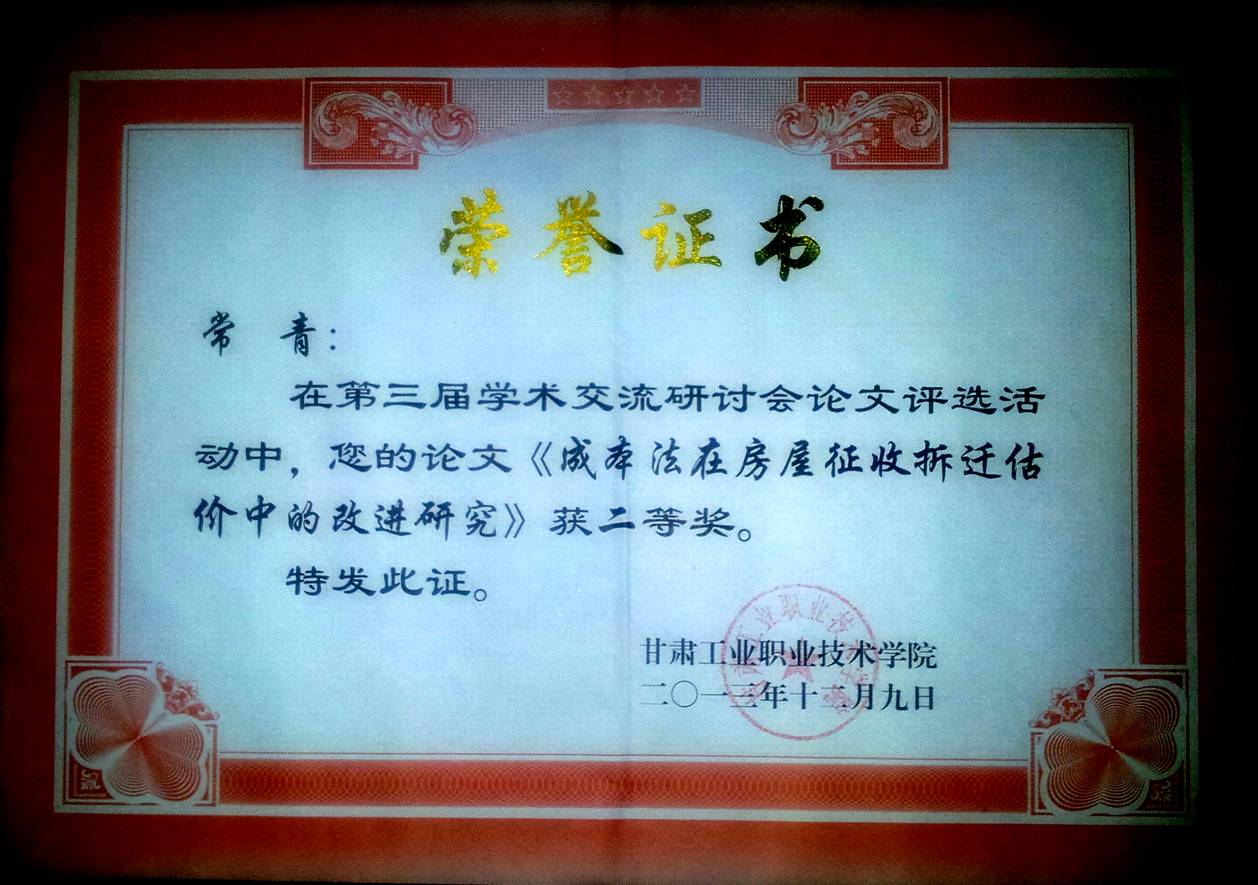 荣誉证书
常 青：
在第三届学术交流研讨会论文评选活
动中，您的论文《成本法在房屋征收拆迁估
价中的改进研究》获二等奖。
特发此证。
甘肃工业职业技术学院
二〇一三年十二月九日